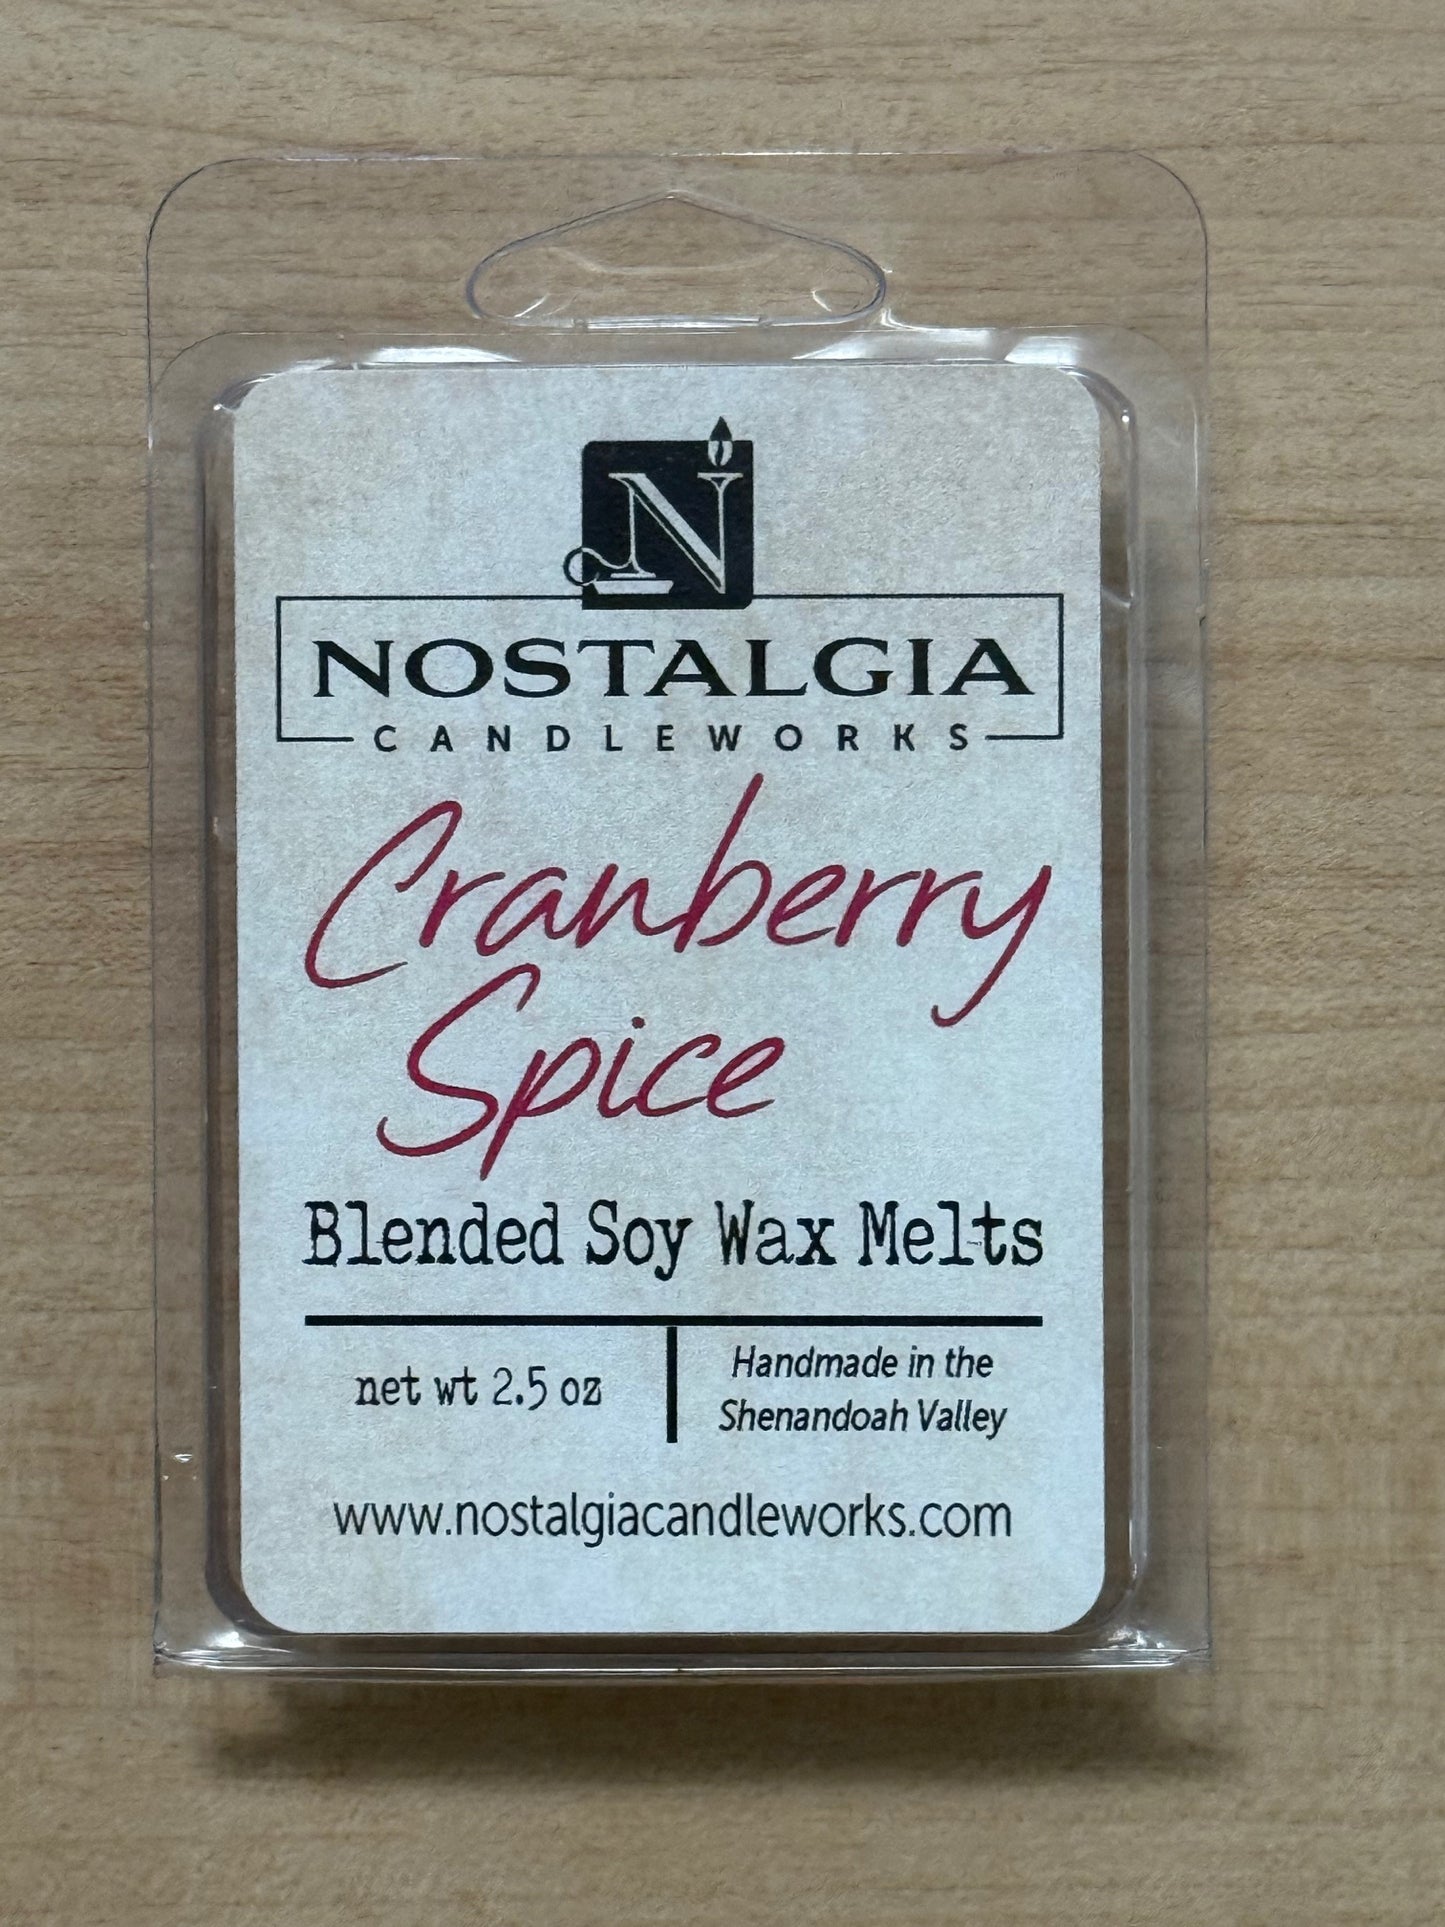 N
NOSTALGIA
CANDLEWORKS
Cranberry
Spice
Blended Soy Wax Melts
net wt 2.5 oz
Handmade in the
Shenandoah Valley
www.nostalgiacandleworks.com